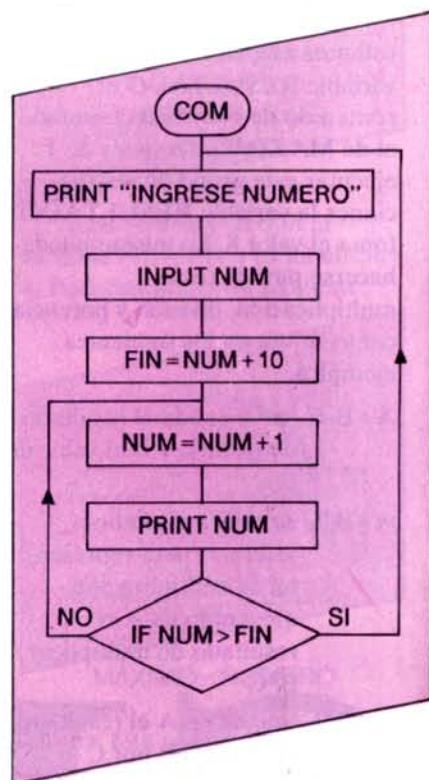 COM
PRINT "INGRESE NUMERO"
INPUT NUM
FIN = NUM + 10
NUM = NUM + 1
PRINT NUM
NO
IF NUM > FIN
SI